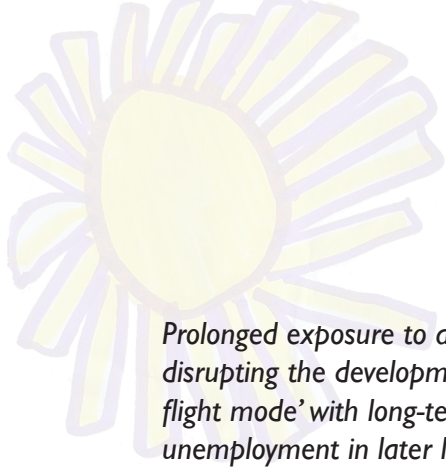 Prolonged exposure to
disrupting the developm
flight mode’ with long-te
unemployment in later l